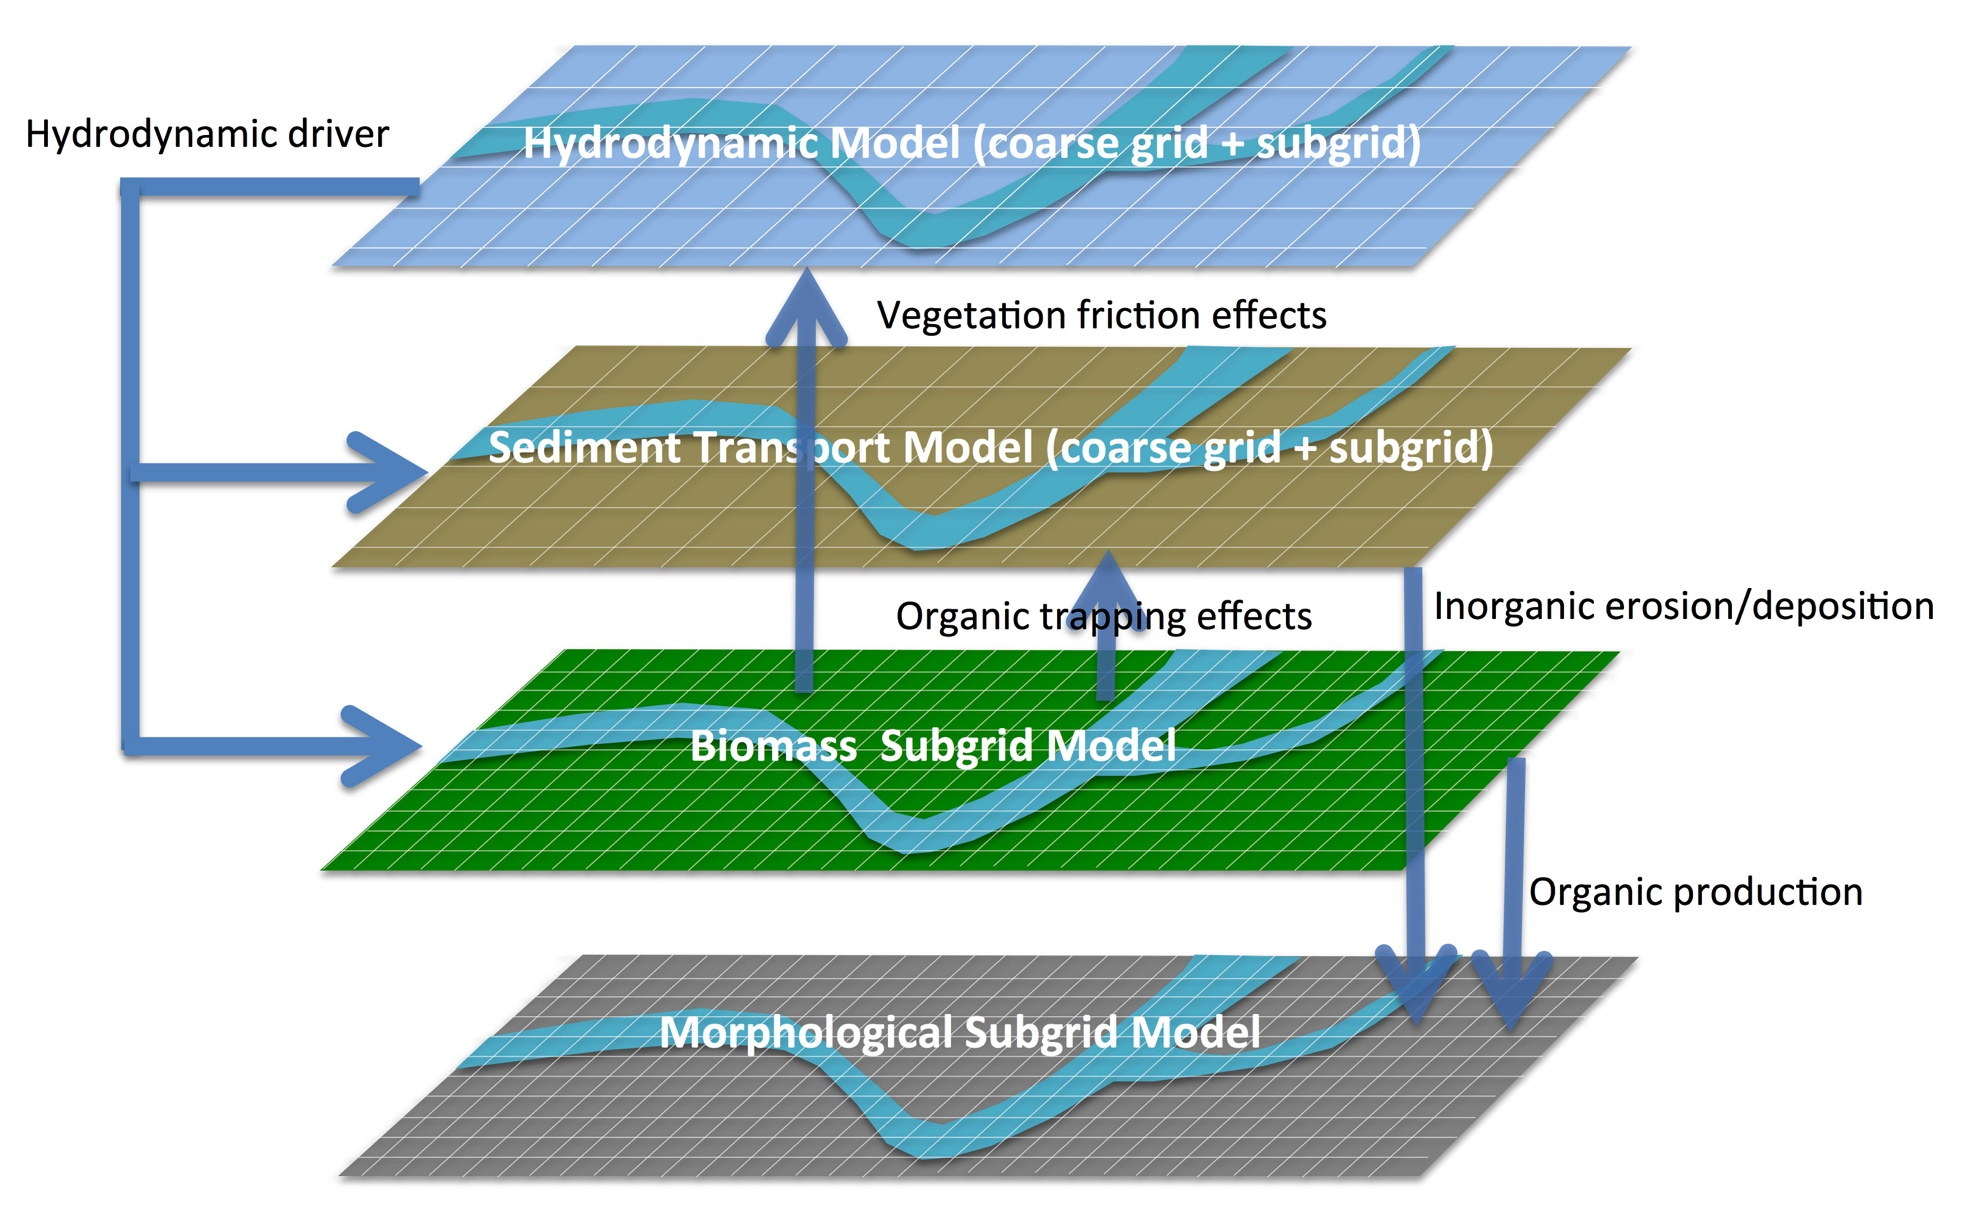 Hydrodynamic driver
Hydrodynamic Model (coarse grid + subgrid)
Vegetation friction effects
Sediment Transport Model (coarse grid + subgrid)
Organic trapping effects
Inorganic erosion/deposition
Biomass  Subgrid Model
Organic production
Morphological Subgrid Model